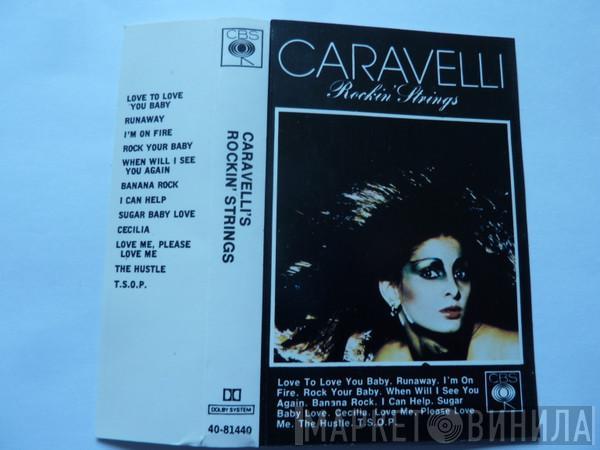 CBS
LOVE TO LOVE
YOU BABY
RUNAWAY
I'M ON FIRE
ROCK YOUR BABY
WHEN WILL I SEE
YOU AGAIN
BANANA ROCK
I CAN HELP
SUGAR BABY LOVE
CECILIA
LOVE ME, PLEASE
LOVE ME
THE HUSTLE
T.S.O.P.
CARAVELLI'S
ROCKIN' STRINGS
DOLBY SYSTEM
40-81440
CARAVELLI
Rockin' Strings
Love To Love You Baby. Runaway. I'm On
Fire. Rock Your Baby. When Will I See You
Again. Banana Rock. I Can Help. Sugar
Baby Love. Cecilia. Love Me, Please Love
Me. The Hustle. T.S.O.P.
CBS
МАРКЕТ ВИНИЛА